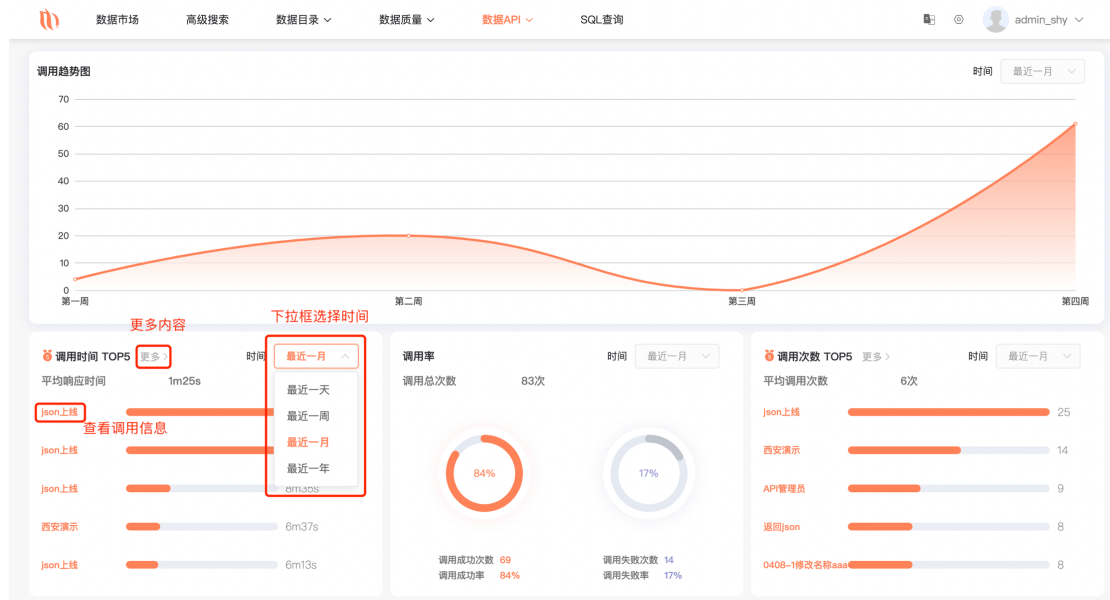 数据市场 高级搜索 数据目录 数据质量 数据API SQL查询 admin_shy
调用趋势图 时间 最近一月
70
60
50
40
30
20
10
0
第一周 第二周 第三周 第四周
更多内容 下拉框选择时间
调用时间 TOP5 更多 > 时间 最近一月
平均响应时间 1m25s
json上线
查看调用信息
json上线
json上线 8m35s
西安演示 6m37s
json上线 6m13s
最近一天
最近一周
最近一月
最近一年
调用率 时间 最近一月
调用总次数 83次
84% 17%
调用成功次数 69 调用失败次数 14
调用成功率 84% 调用失败率 17%
调用次数 TOP5 更多 > 时间 最近一月
平均调用次数 6次
json上线 25
西安演示 14
API管理员 9
返回json 8
0408-1修改名称aaa 8